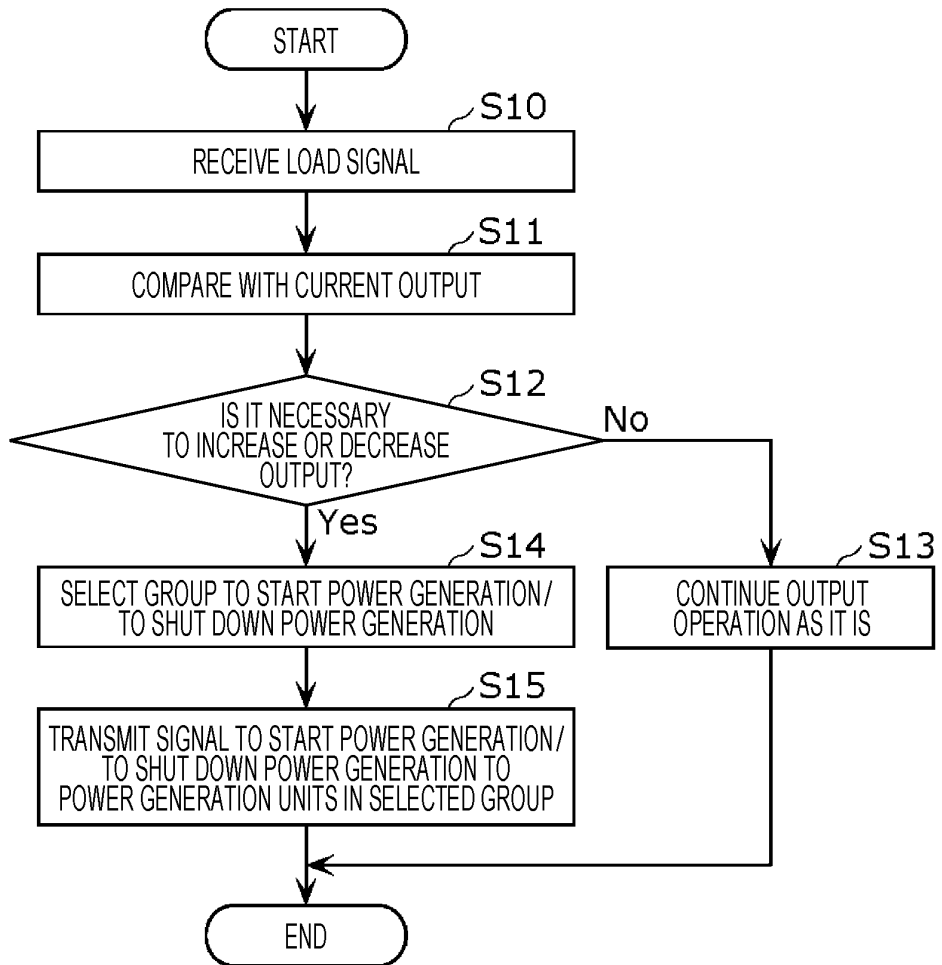 START
S10
RECEIVE LOAD SIGNAL
S11
COMPARE WITH CURRENT OUTPUT
S12
IS IT NECESSARY
TO INCREASE OR DECREASE
OUTPUT?
No
Yes
S14
SELECT GROUP TO START POWER GENERATION /
TO SHUT DOWN POWER GENERATION
S13
CONTINUE OUTPUT
OPERATION AS IT IS
S15
TRANSMIT SIGNAL TO START POWER GENERATION /
TO SHUT DOWN POWER GENERATION TO
POWER GENERATION UNITS IN SELECTED GROUP
END